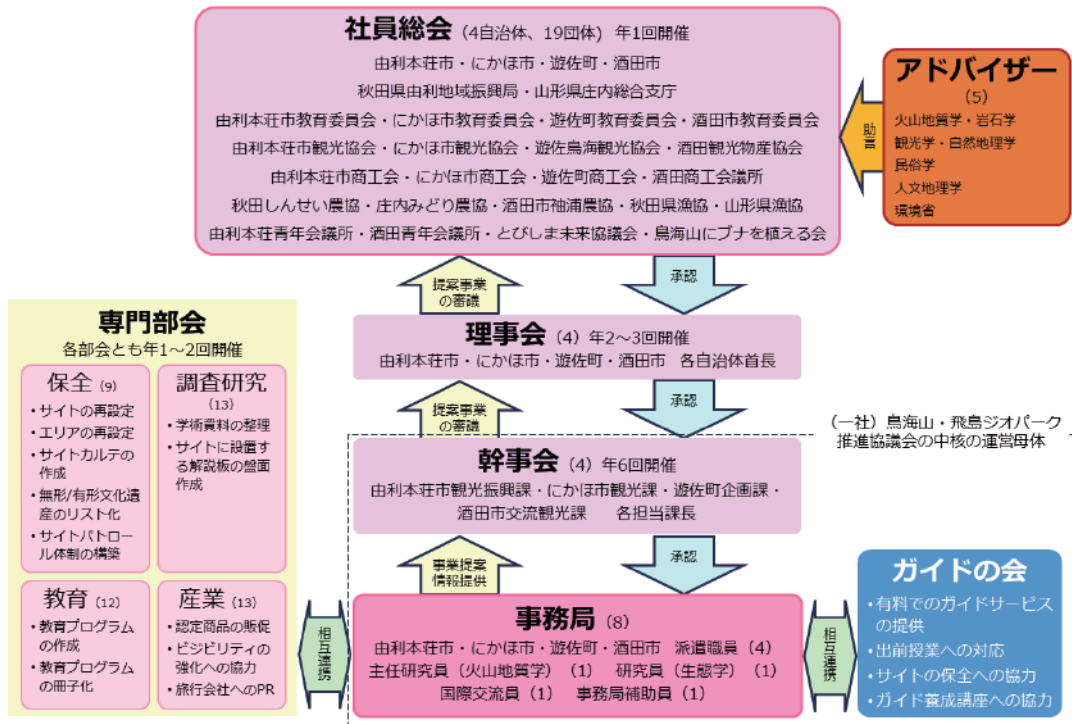 社員総会（4自治体、19団体） 年1回開催
由利本荘市・にかほ市・遊佐町・酒田市
秋田県由利地域振興局・山形県庄内総合支庁
由利本荘市教育委員会・にかほ市教育委員会・遊佐町教育委員会・酒田市教育委員会
由利本荘市観光協会・にかほ市観光協会・遊佐鳥海観光協会・酒田観光物産協会
由利本荘市商工会・にかほ市商工会・遊佐町商工会・酒田商工会議所
秋田しんせい農協・庄内みどり農協・酒田市袖浦農協・秋田県漁協・山形県漁協
由利本荘青年会議所・酒田青年会議所・とびしま未来協議会・鳥海山にブナを植える会
助言
アドバイザー
（5）
火山地質学・岩石学
観光学・自然地理学
民俗学
人文地理学
環境省
提案事業
の審議
承認
理事会（4）年2～3回開催
由利本荘市・にかほ市・遊佐町・酒田市 各自治体首長
提案事業
の審議
承認
（一社）鳥海山・飛島ジオパーク
推進協議会の中核の運営母体
幹事会（4）年6回開催
由利本荘市観光振興課・にかほ市観光課・遊佐町企画課・
酒田市交流観光課 各担当課長
事業提案
情報提供
承認
事務局（8）
由利本荘市・にかほ市・遊佐町・酒田市 派遣職員（4）
主任研究員（火山地質学）（1） 研究員（生態学）（1）
国際交流員（1） 事務局補助員（1）
専門部会
各部会とも年1～2回開催
保全（9）
・サイトの再設定
・エリアの再設定
・サイトカルテの
作成
・無形/有形文化遺
産のリスト化
・サイトパトロー
ル体制の構築
調査研究
（13）
・学術資料の整理
・サイトに設置す
る解説板の盤面
作成
教育（12）
・教育プログラム
の作成
・教育プログラム
の冊子化
産業（13）
・認定商品の販促
・ビジビリティの
強化への協力
・旅行会社へのPR
相互連携
相互連携
ガイドの会
・有料でのガイドサービス
の提供
・出前授業への対応
・サイトの保全への協力
・ガイド養成講座への協力